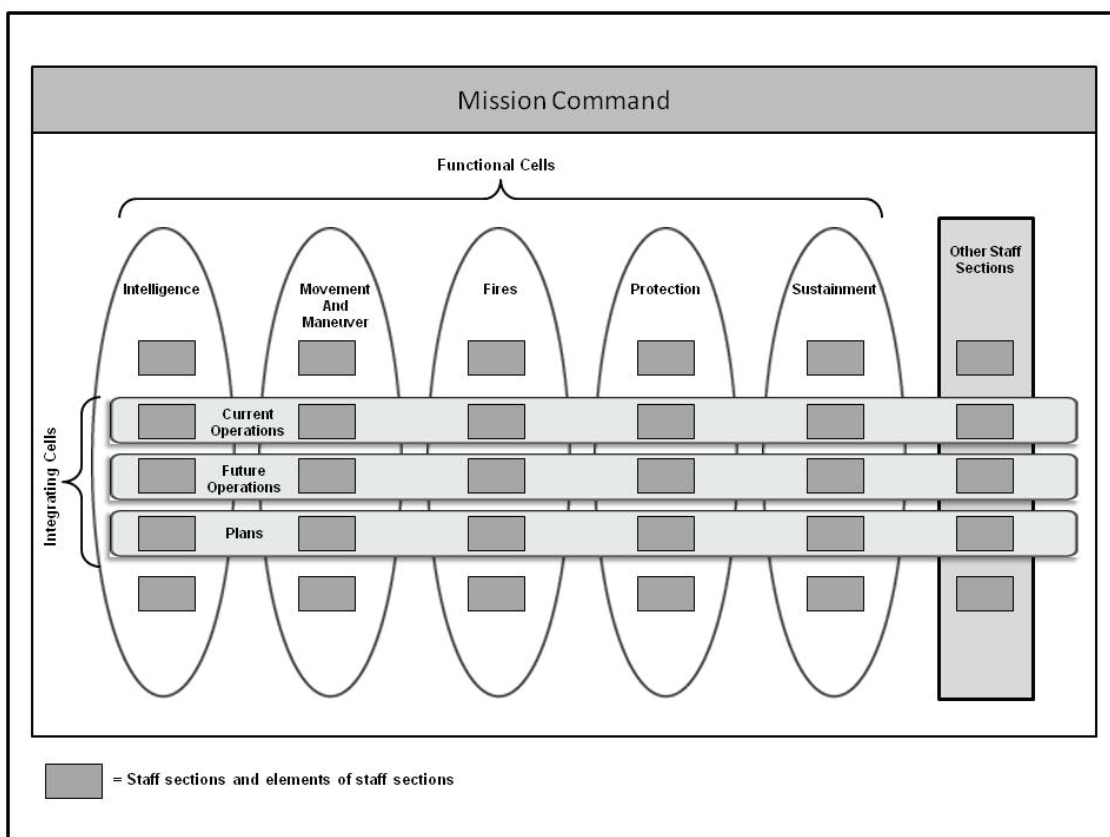 Mission Command
Functional Cells
Intelligence
Movement
And
Maneuver
Fires
Protection
Sustainment
Other Staff
Sections
Integrating Cells
Current
Operations
Future
Operations
Plans
= Staff sections and elements of staff sections